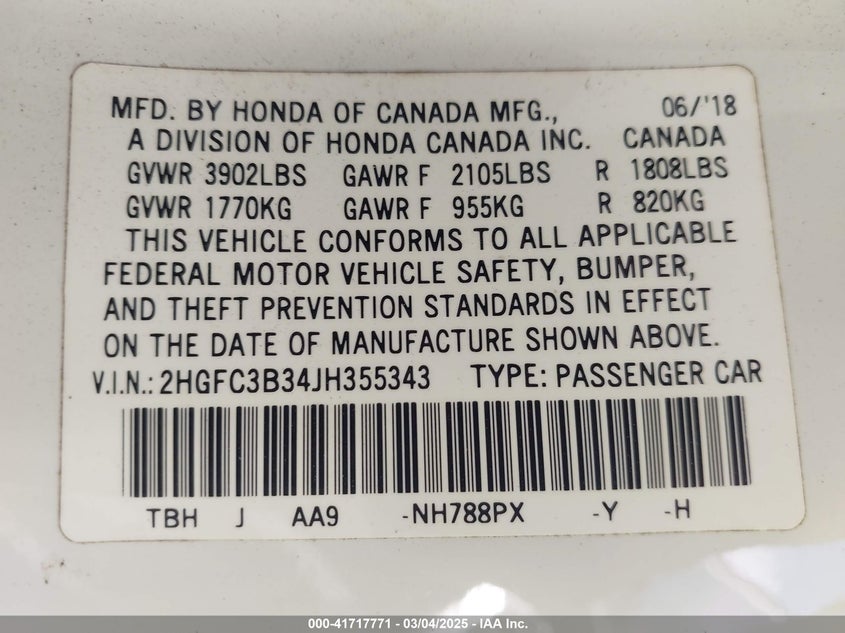 MFD. BY HONDA OF CANADA MFG., 06/'18
A DIVISION OF HONDA CANADA INC. CANADA
GVWR 3902LBS GAWR F 2105LBS R 1808LBS
GVWR 1770KG GAWR F 955KG R 820KG
THIS VEHICLE CONFORMS TO ALL APPLICABLE
FEDERAL MOTOR VEHICLE SAFETY, BUMPER,
AND THEFT PREVENTION STANDARDS IN EFFECT
ON THE DATE OF MANUFACTURE SHOWN ABOVE.
V.I.N.: 2HGFC3B34JH355343 TYPE: PASSENGER CAR
TBH J AA9 -NH788PX -Y -H
000-41717771 - 03/04/2025 - IAA Inc.